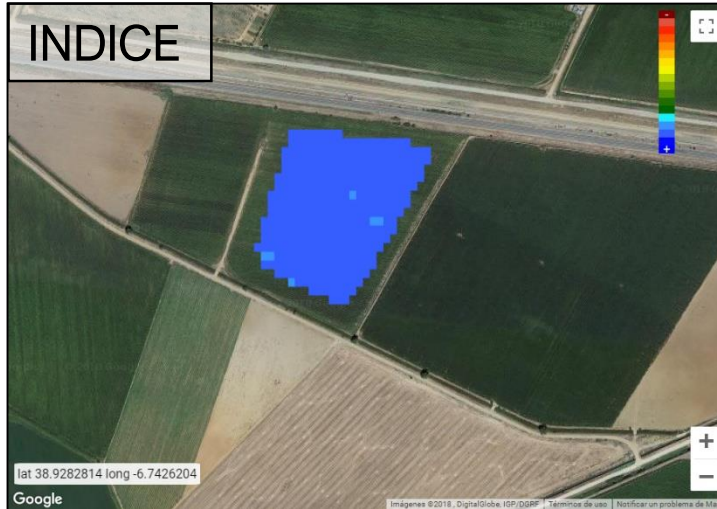 INDICE
-
+
+
−
lat 38.9282814 long -6.7426204
Google
Imágenes ©2018 , DigitalGlobe, IGP/DGRF Términos de uso Notificar un problema de Ma